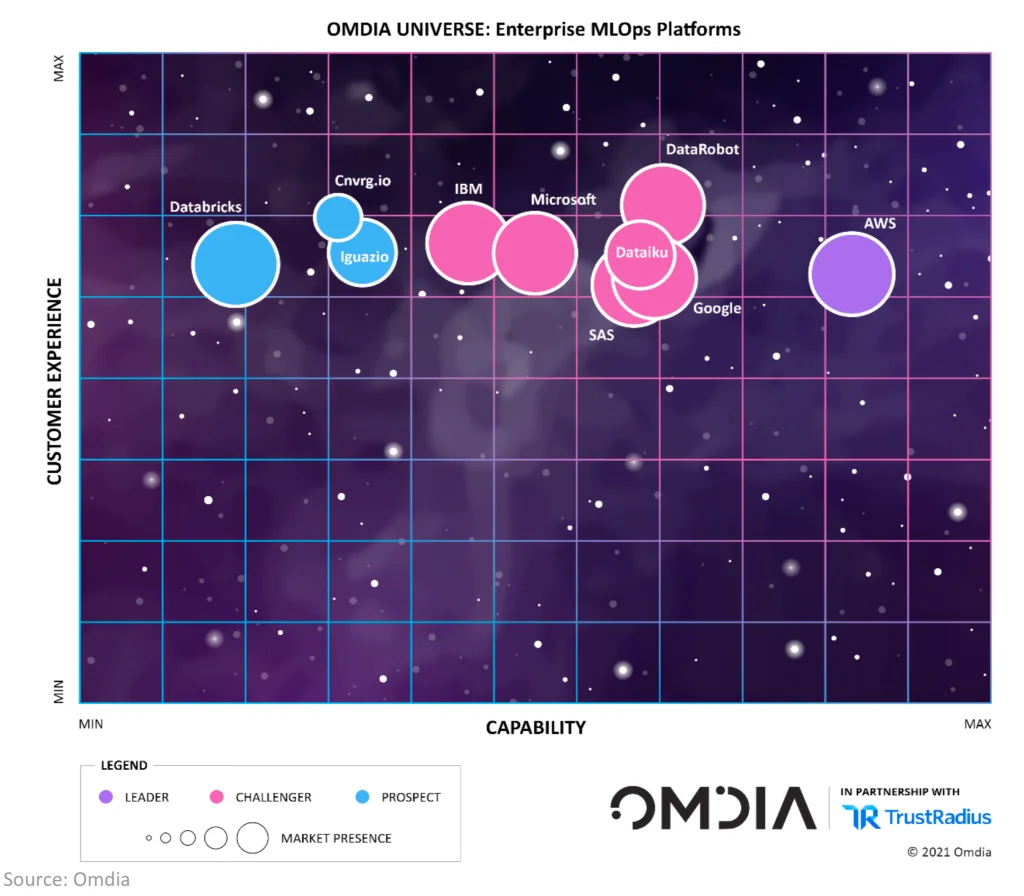 OMDIA UNIVERSE: Enterprise MLOps Platforms
MAX
DataRobot
Cnvrg.io
IBM
Microsoft
Databricks
AWS
Iguazio
Dataiku
Google
SAS
CUSTOMER EXPERIENCE
MIN
MIN
CAPABILITY
MAX
LEGEND
LEADER
CHALLENGER
PROSPECT
MARKET PRESENCE
OMDIA
IN PARTNERSHIP WITH
TR TrustRadius
© 2021 Omdia
Source: Omdia